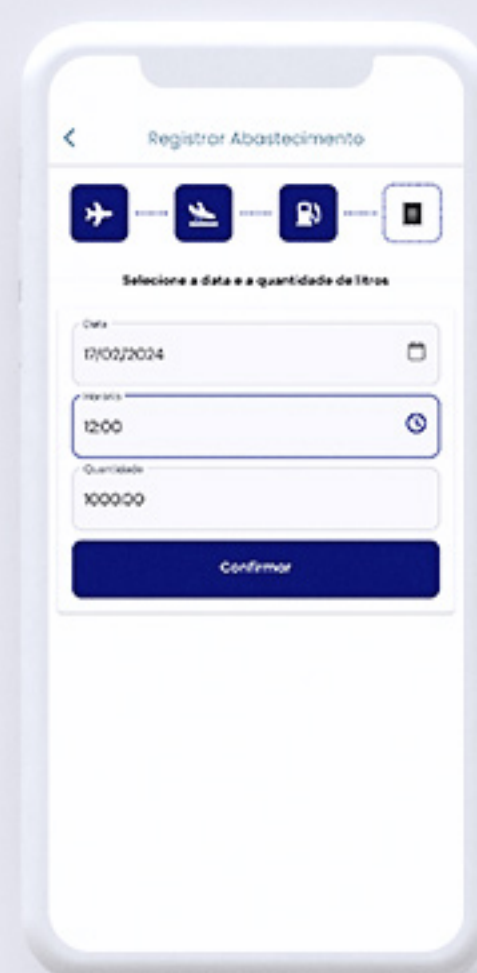 Registrar Abastecimento
Selecione a data e a quantidade de litros
Data
17/02/2024
Horário
12:00
Quantidade
1000.00
Confirmar